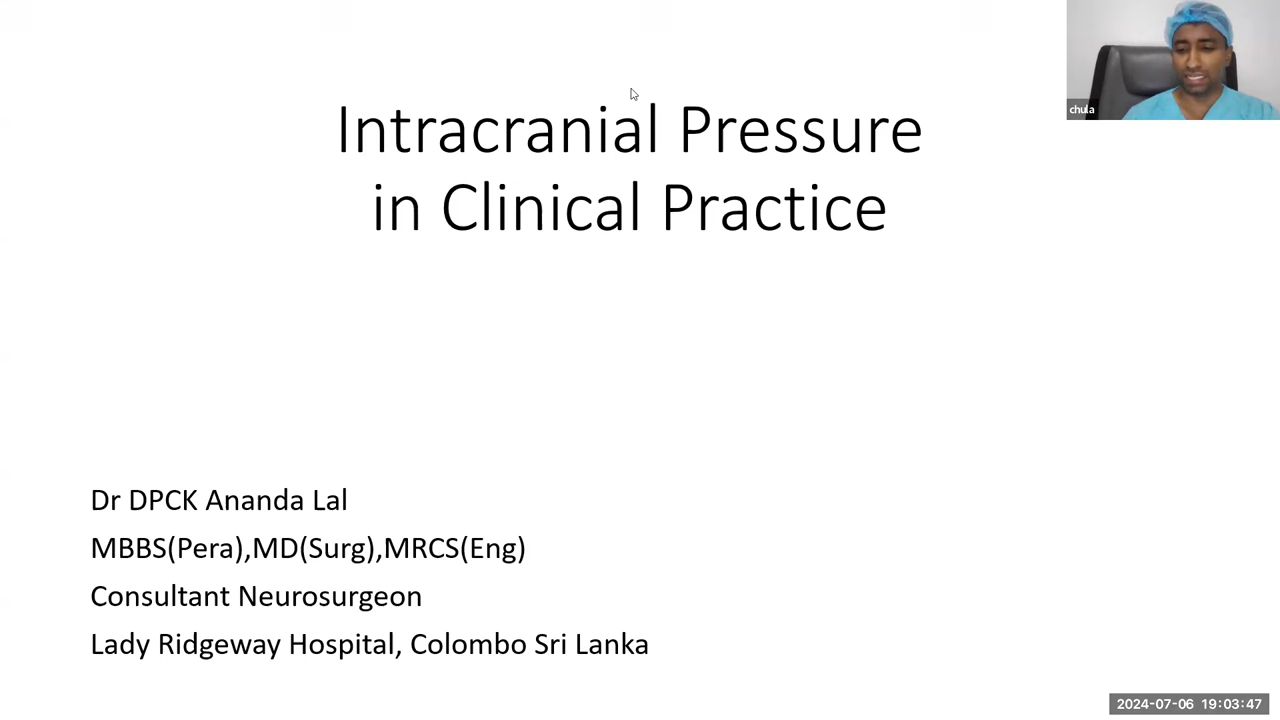 Intracranial Pressure
in Clinical Practice
chula
Dr DPCK Ananda Lal
MBBS(Pera),MD(Surg),MRCS(Eng)
Consultant Neurosurgeon
Lady Ridgeway Hospital, Colombo Sri Lanka
2024-07-06 19:03:47